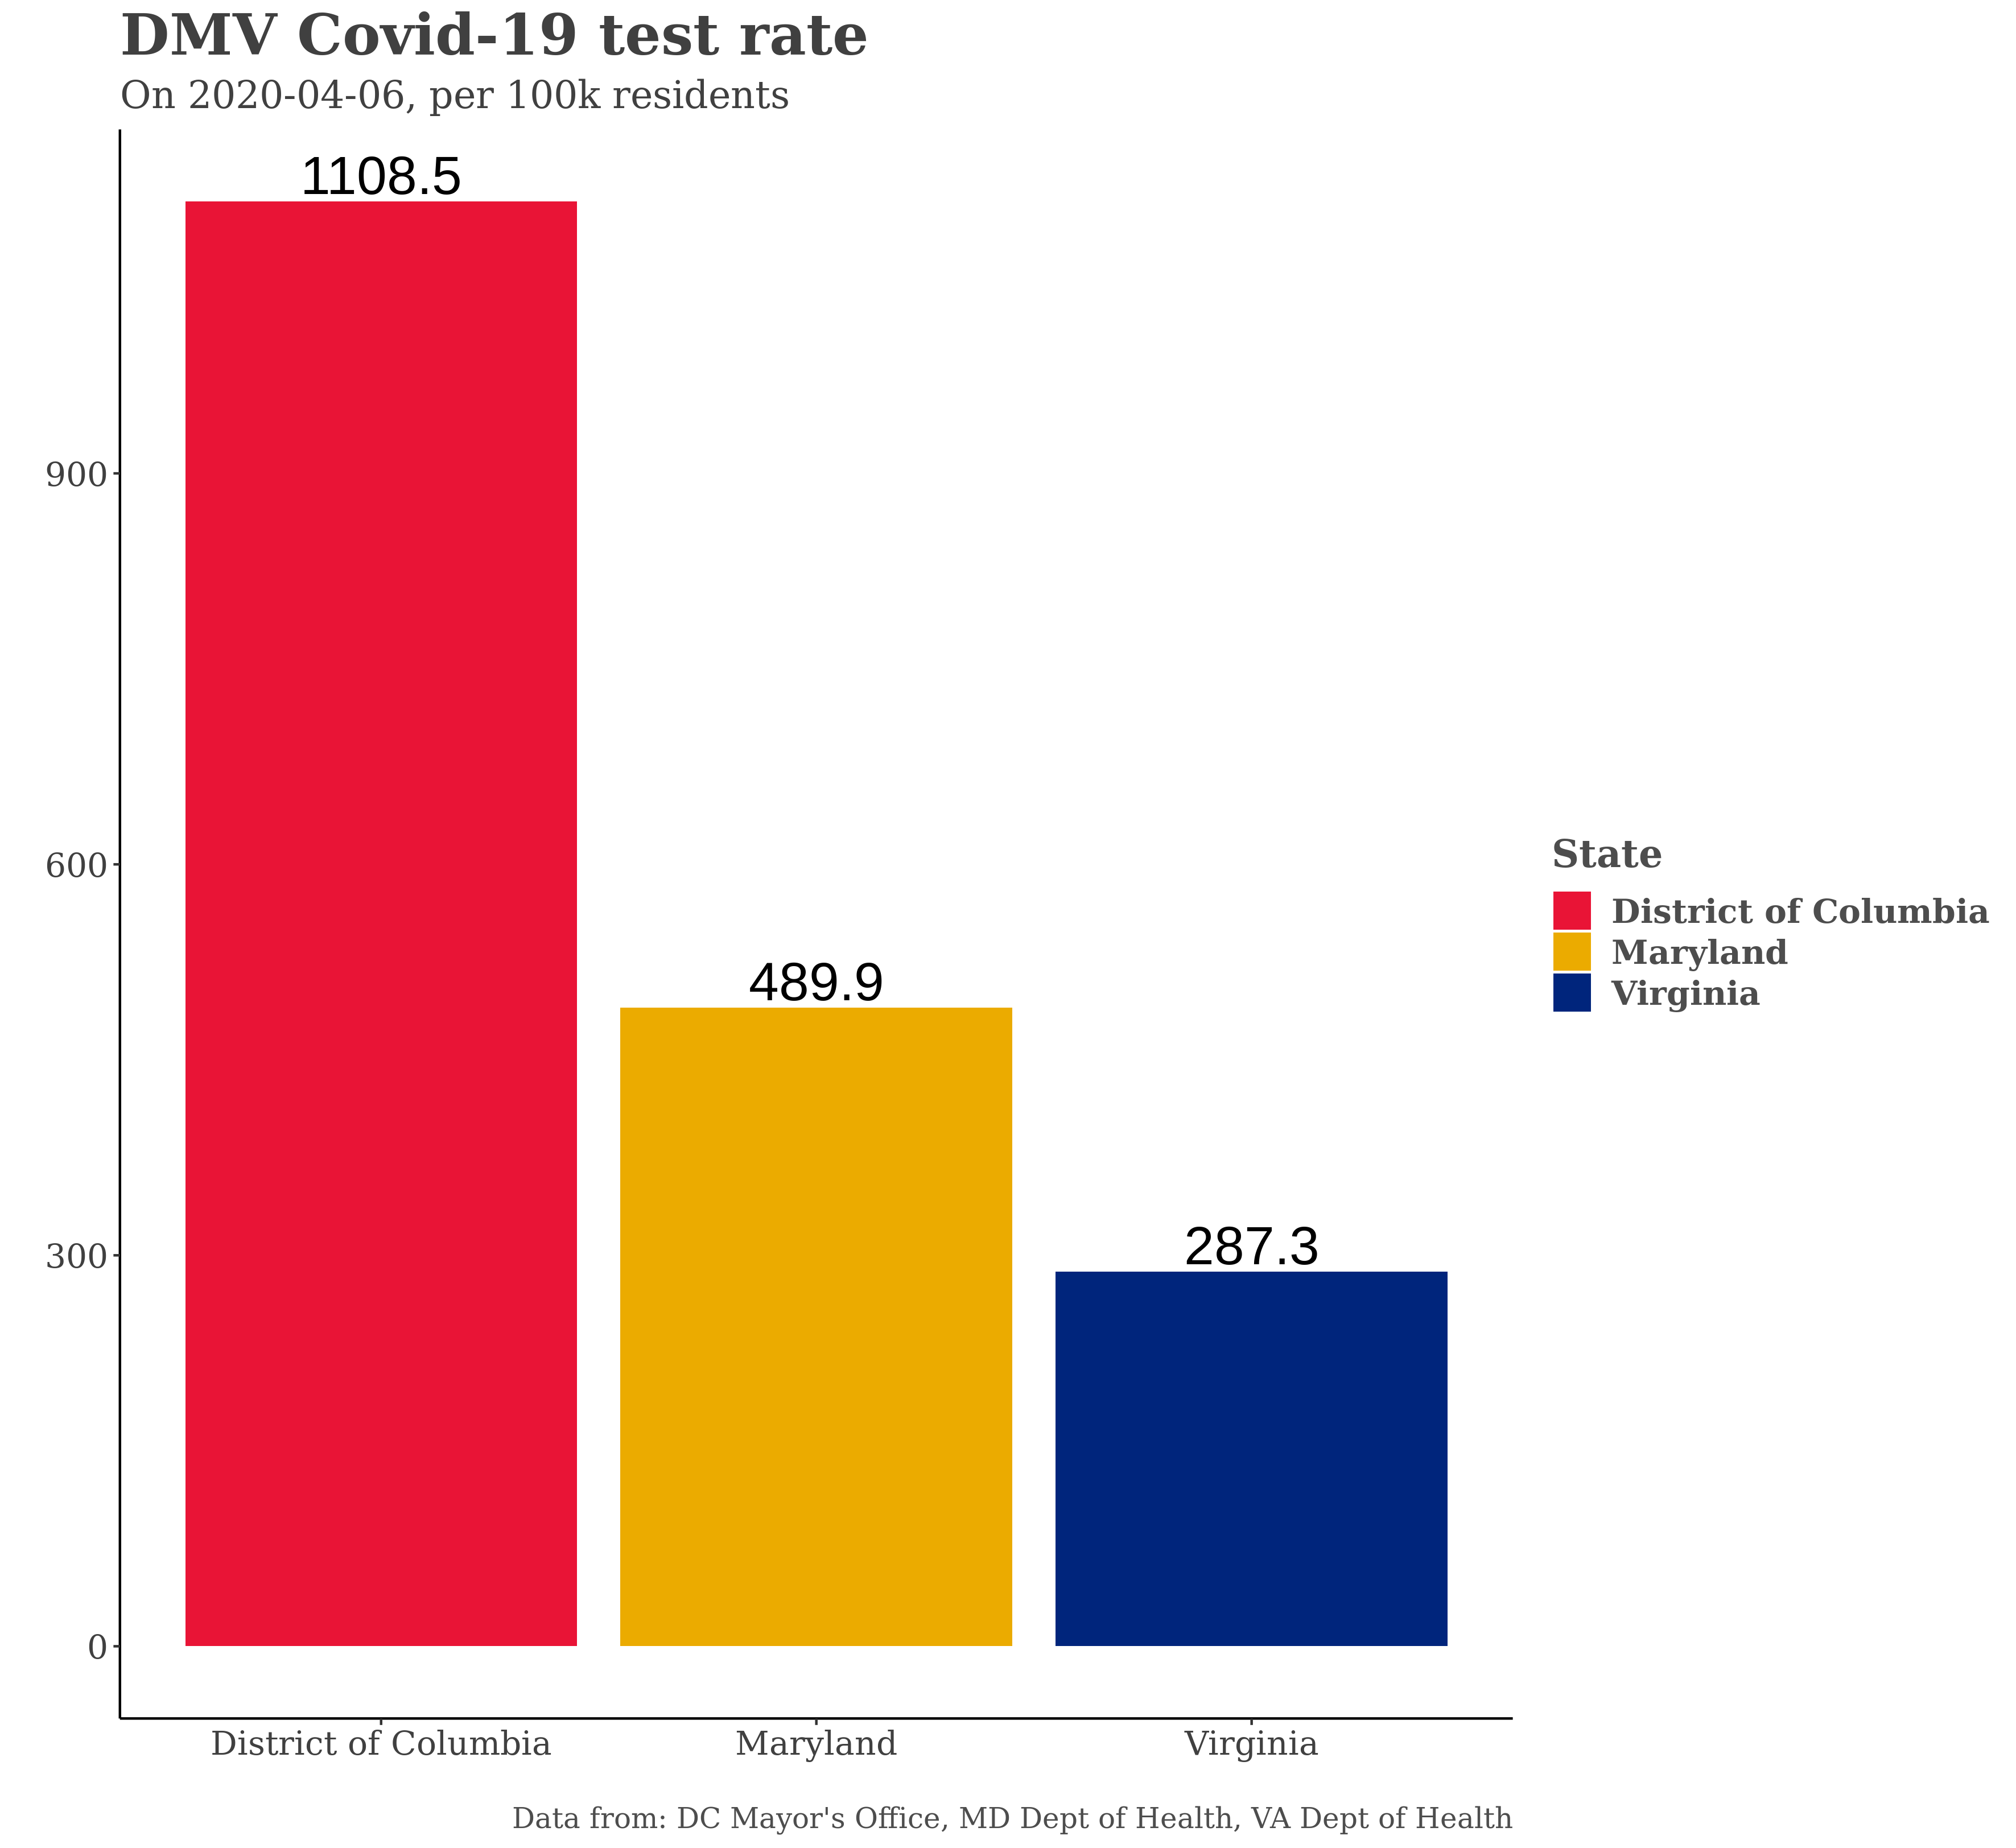 DMV Covid-19 test rate
On 2020-04-06, per 100k residents
1108.5
900
600
489.9
300
287.3
0
State
District of Columbia
Maryland
Virginia
District of Columbia Maryland Virginia
Data from: DC Mayor's Office, MD Dept of Health, VA Dept of Health